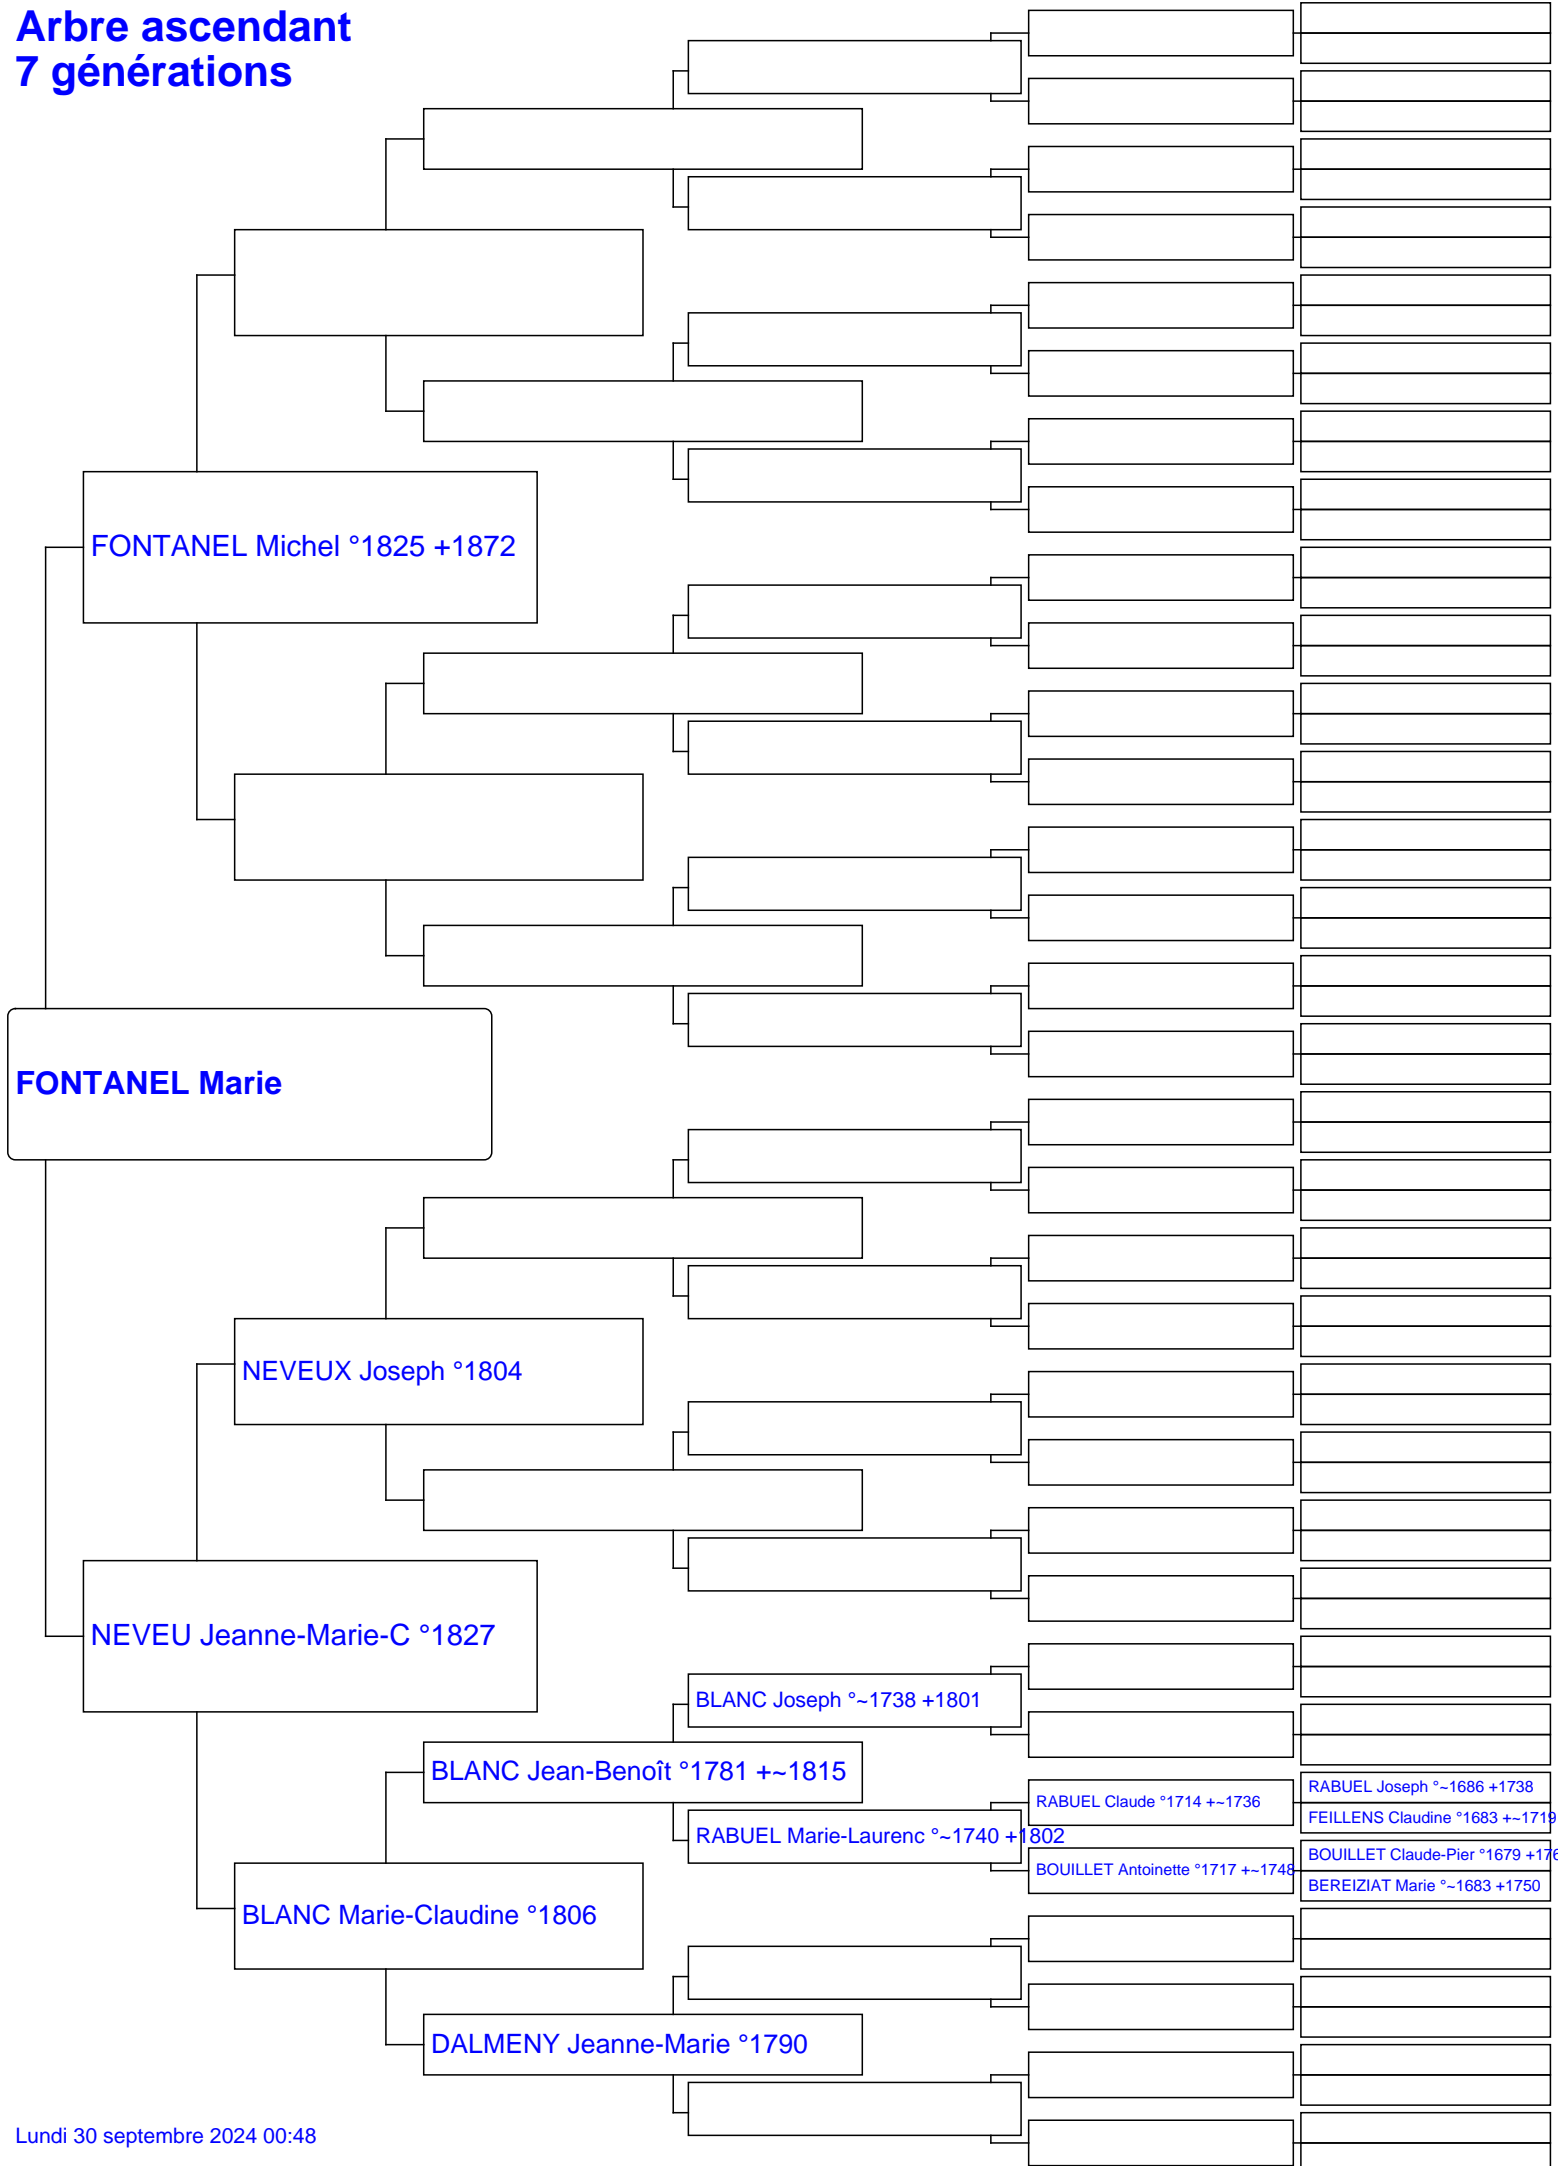 Arbre ascendant
7 générations
FONTANEL Michel °1825 +1872
FONTANEL Marie
NEVEUX Joseph °1804
NEVEU Jeanne-Marie-C °1827
BLANC Joseph °~1738 +1801
BLANC Jean-Benoît °1781 +~1815
RABUEL Joseph °~1686 +1738
RABUEL Claude °1714 +~1736
FEILLENS Claudine °1683 +~1719
RABUEL Marie-Laurenc °~1740 +1802
BOUILLET Claude-Pier °1679
BOUILLET Antoinette °1717 +~1748
BEREIZIAT Marie °~1683 +1750
BLANC Marie-Claudine °1806
DALMENY Jeanne-Marie °1790
Lundi 30 septembre 2024 00:48